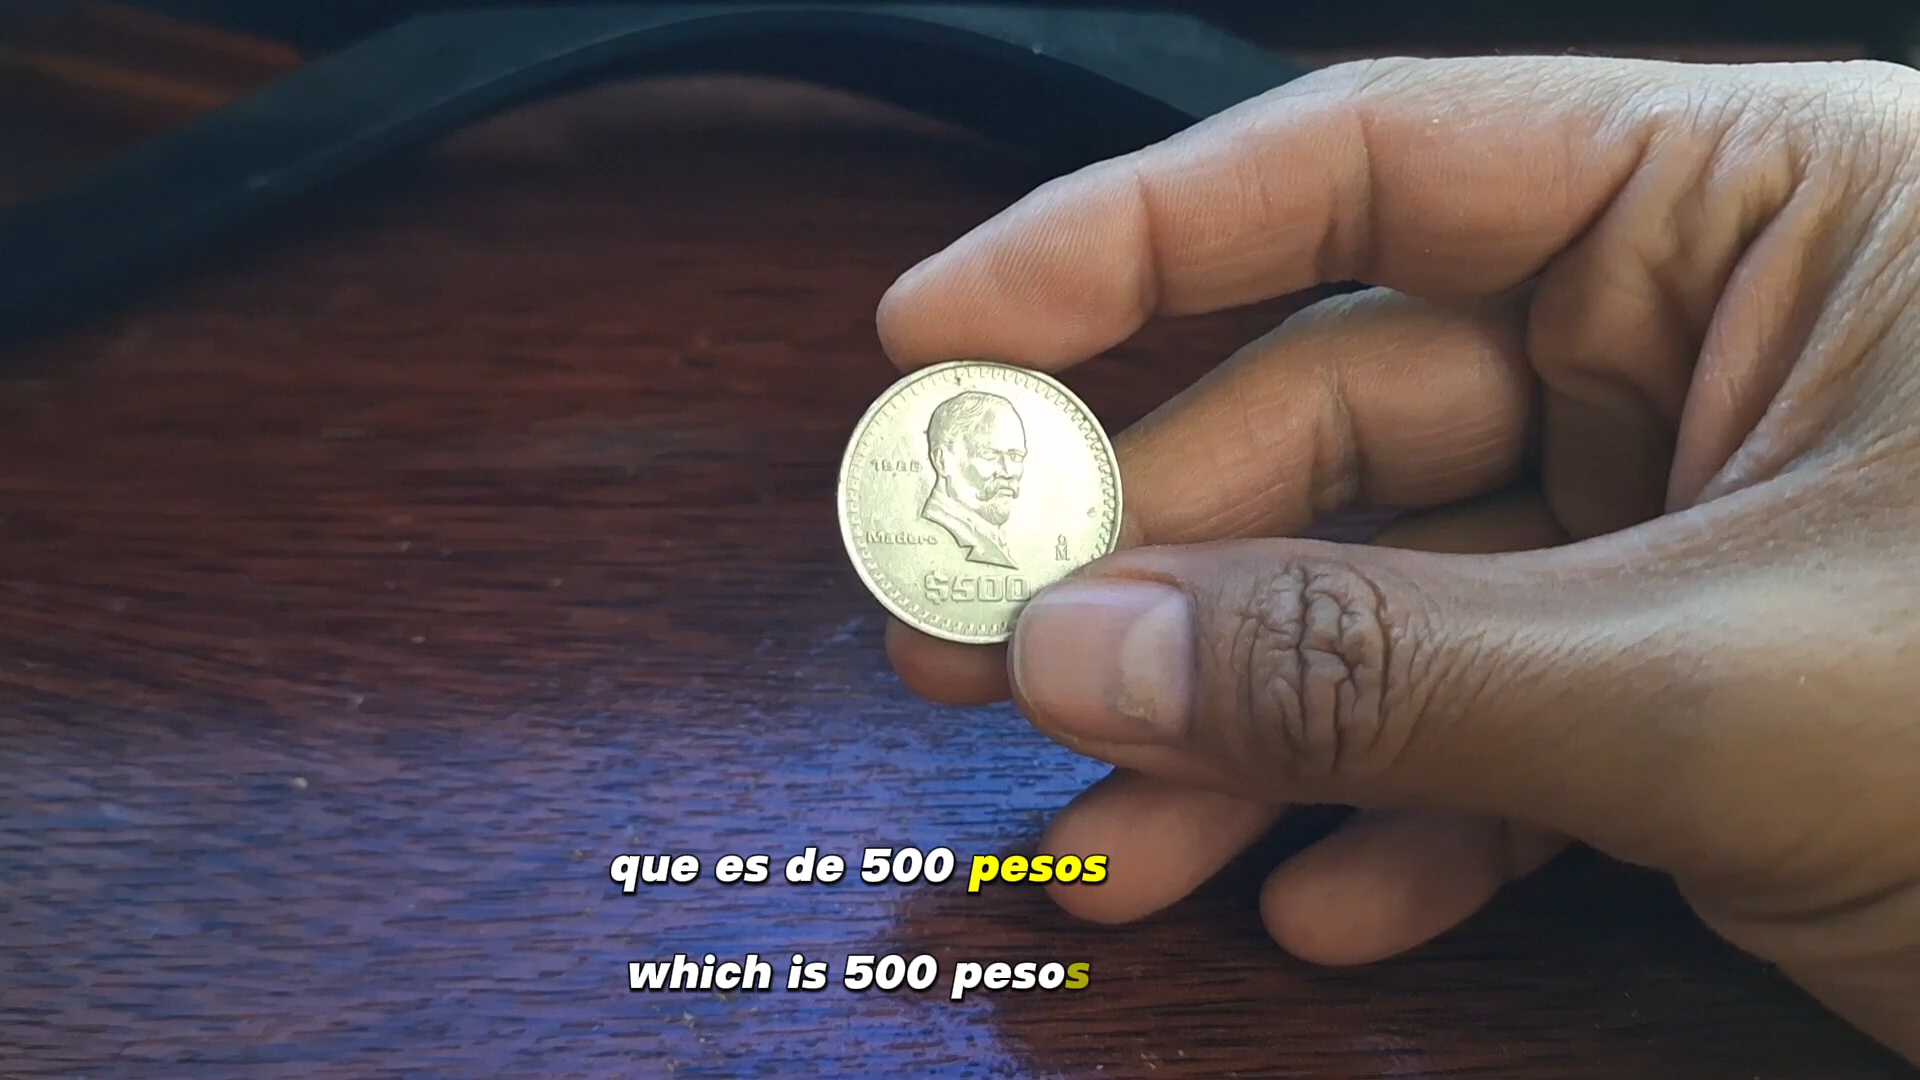 1988
Madero
o
M
$500
que es de 500 pesos
which is 500 pesos